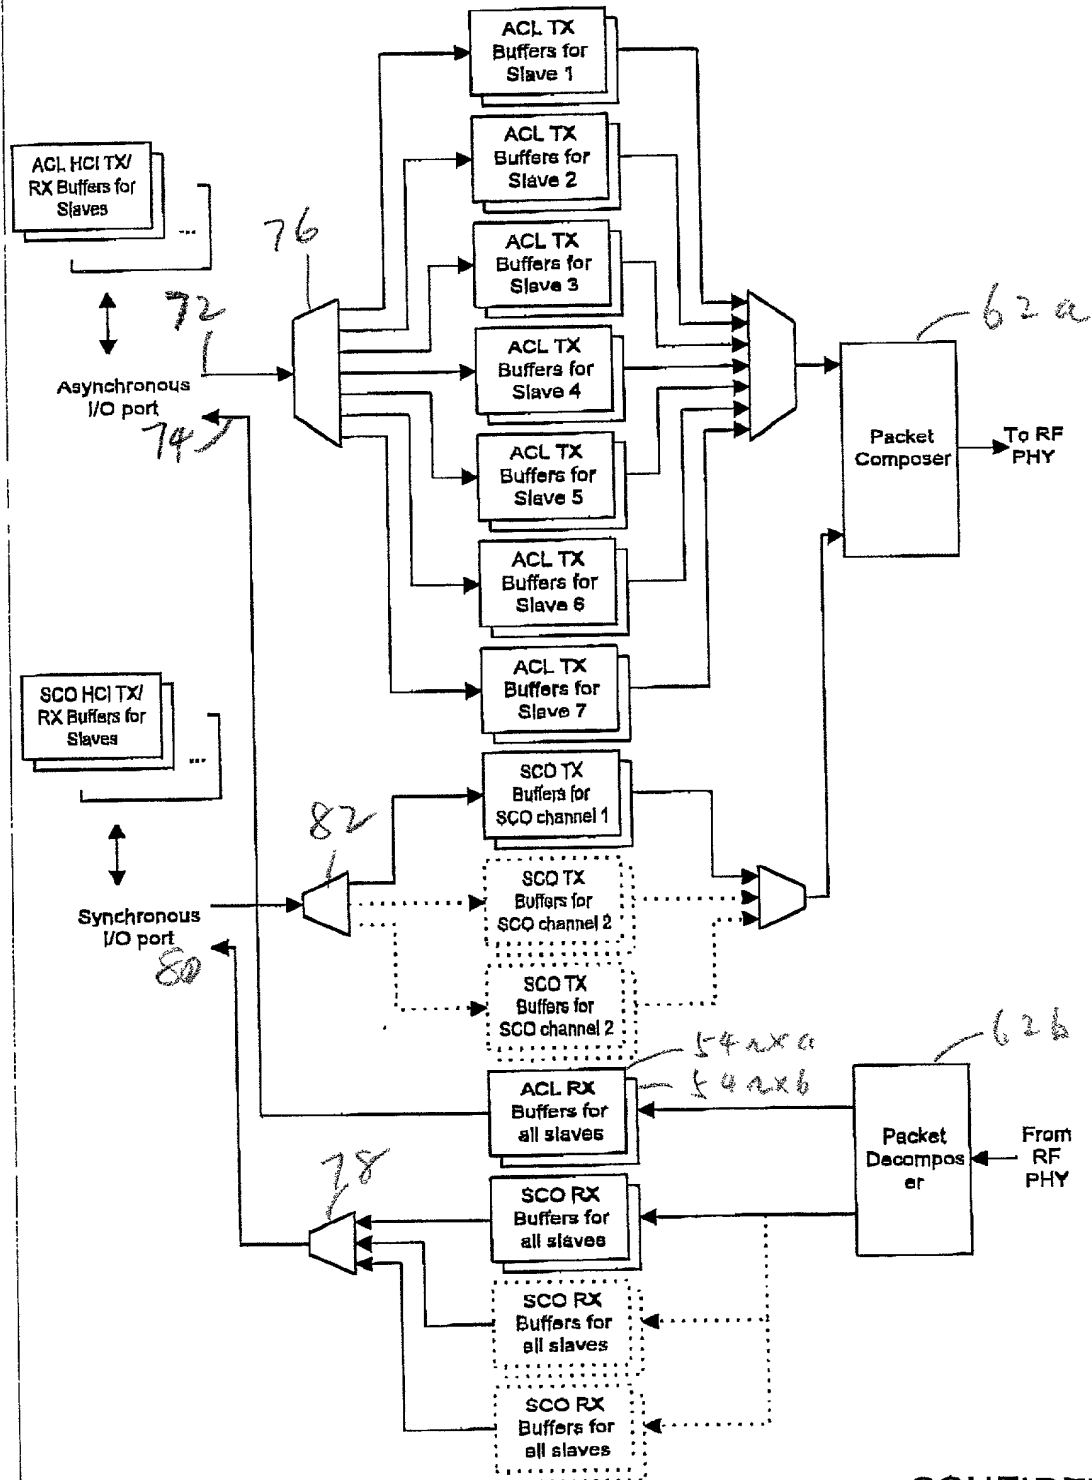 ACL TX
Buffers for
Slave 1
ACL TX
Buffers for
Slave 2
ACL HCI TX/
RX Buffers for
Slaves
...
76
ACL TX
Buffers for
Slave 3
72
62a
Asynchronous
I/O port
74
ACL TX
Buffers for
Slave 4
Packet
Composer
To RF
PHY
ACL TX
Buffers for
Slave 5
ACL TX
Buffers for
Slave 6
ACL TX
Buffers for
Slave 7
SCO HCI TX/
RX Buffers for
Slaves
...
SCO TX
Buffers for
SCO channel 1
82
SCO TX
Buffers for
SCO channel 2
Synchronous
I/O port
80
SCO TX
Buffers for
SCO channel 2
54rxa
54rxb
62b
ACL RX
Buffers for
all slaves
Packet
Decompos
er
From
RF
PHY
78
SCO RX
Buffers for
all slaves
SCO RX
Buffers for
all slaves
SCO RX
Buffers for
all slaves